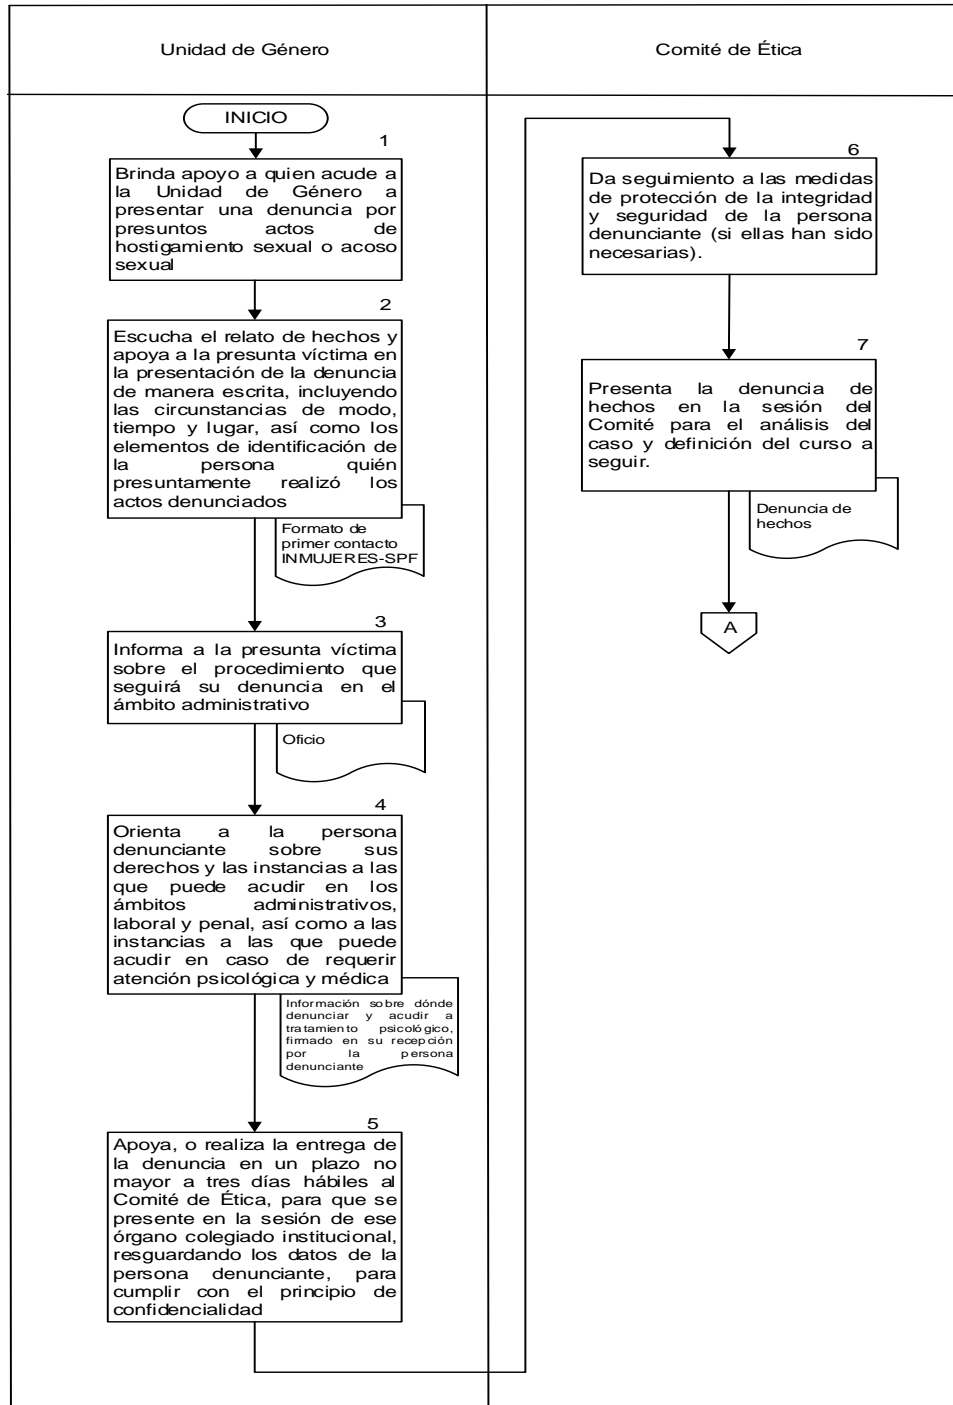 Unidad de Género
Comité de Ética
INICIO
1
Brinda apoyo a quien acude a
la Unidad de Género a
presentar una denuncia por
presuntos actos de
hostigamiento sexual o acoso
sexual
2
Escucha el relato de hechos y
apoya a la presunta víctima en
la presentación de la denuncia
de manera escrita, incluyendo
las circunstancias de modo,
tiempo y lugar, así como los
elementos de identificación de
la persona quién
presuntamente realizó los
actos denunciados
Formato de
primer contacto
INMUJERES-SPF
3
Informa a la presunta víctima
sobre el procedimiento que
seguirá su denuncia en el
ámbito administrativo
Oficio
4
Orienta a la persona
denunciante sobre sus
derechos y las instancias a las
que puede acudir en los
ámbitos administrativos,
laboral y penal, así como a las
instancias a las que puede
acudir en caso de requerir
atención psicológica y médica
Información sobre dónde
denunciar y acudir a
tratamiento psicológico,
firmado en su recepción
por la persona
denunciante
5
Apoya, o realiza la entrega de
la denuncia en un plazo no
mayor a tres días hábiles al
Comité de Ética, para que se
presente en la sesión de ese
órgano colegiado institucional,
resguardando los datos de la
persona denunciante, para
cumplir con el principio de
confidencialidad
6
Da seguimiento a las medidas
de protección de la integridad
y seguridad de la persona
denunciante (si ellas han sido
necesarias).
7
Presenta la denuncia de
hechos en la sesión del
Comité para el análisis del
caso y definición del curso a
seguir.
Denuncia de
hechos
A